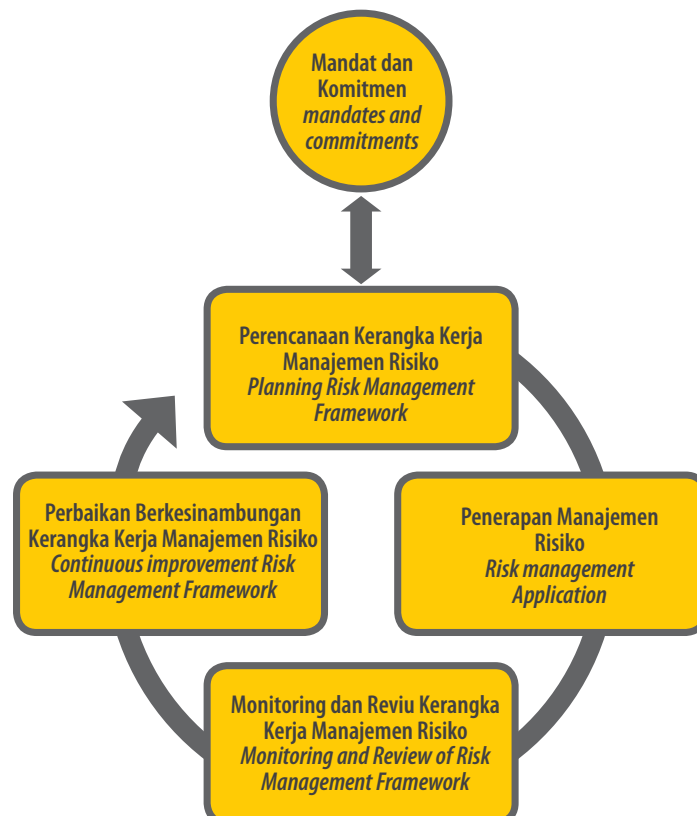 Mandat dan
Komitmen
mandates and
commitments
Perencanaan Kerangka Kerja
Manajemen Risiko
Planning Risk Management
Framework
Perbaikan Berkesinambungan
Kerangka Kerja Manajemen Risiko
Continuous improvement Risk
Management Framework
Penerapan Manajemen
Risiko
Risk management
Application
Monitoring dan Reviu Kerangka
Kerja Manajemen Risiko
Monitoring and Review of Risk
Management Framework